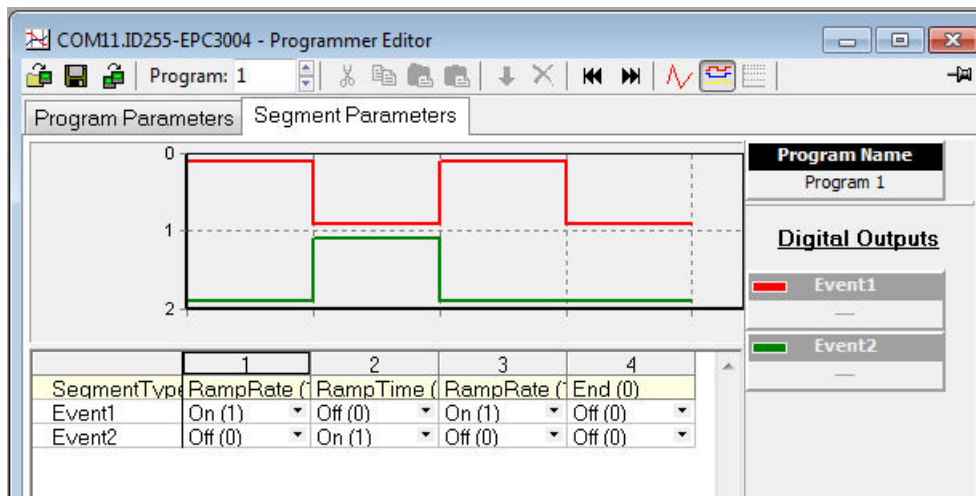 COM11.ID255-EPC3004 - Programmer Editor
Program: 1
Program Parameters Segment Parameters
0
1
2
Program Name
Program 1
Digital Outputs
Event1
Event2
1 2 3 4
SegmentType RampRate ( RampTime ( RampRate ( End (0)
Event1 On (1) Off (0) On (1) Off (0)
Event2 Off (0) On (1) Off (0) Off (0)